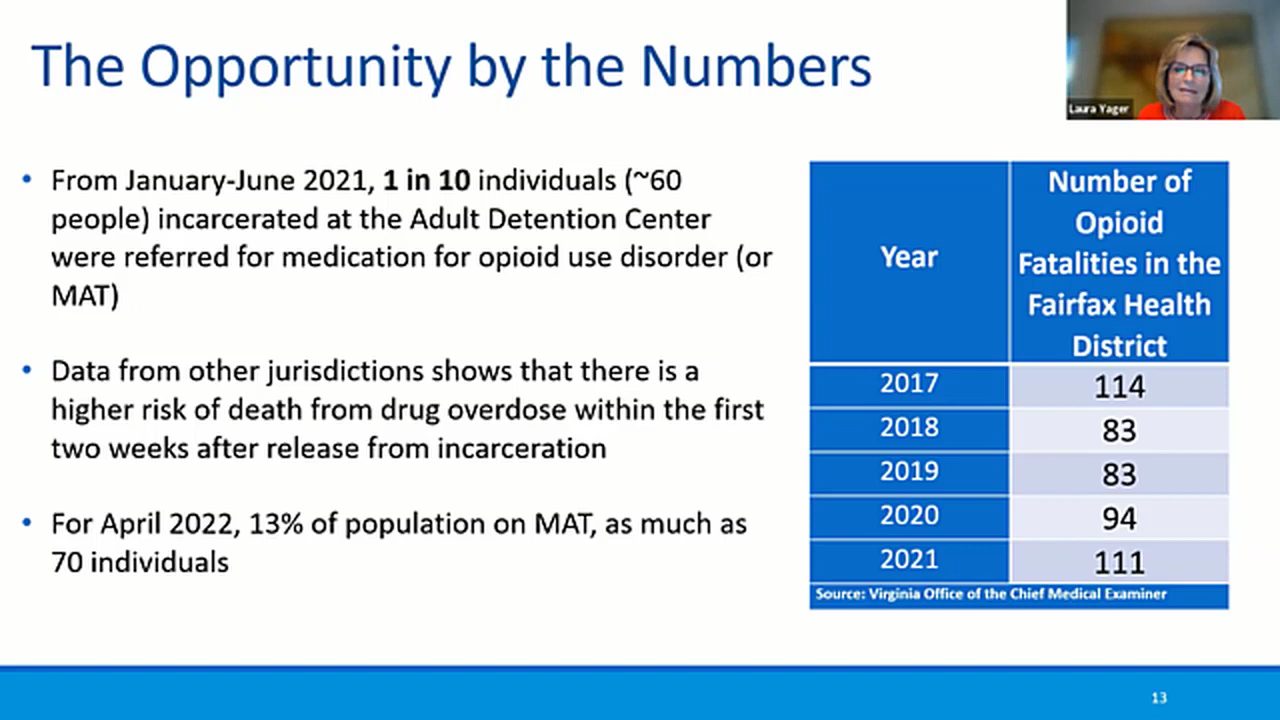 The Opportunity by the Numbers
Laura Yager
• From January-June 2021, 1 in 10 individuals (~60
people) incarcerated at the Adult Detention Center
were referred for medication for opioid use disorder (or
MAT)
• Data from other jurisdictions shows that there is a
higher risk of death from drug overdose within the first
two weeks after release from incarceration
• For April 2022, 13% of population on MAT, as much as
70 individuals
Year
Number of
Opioid
Fatalities in the
Fairfax Health
District
2017 114
2018 83
2019 83
2020 94
2021 111
Source: Virginia Office of the Chief Medical Examiner
13